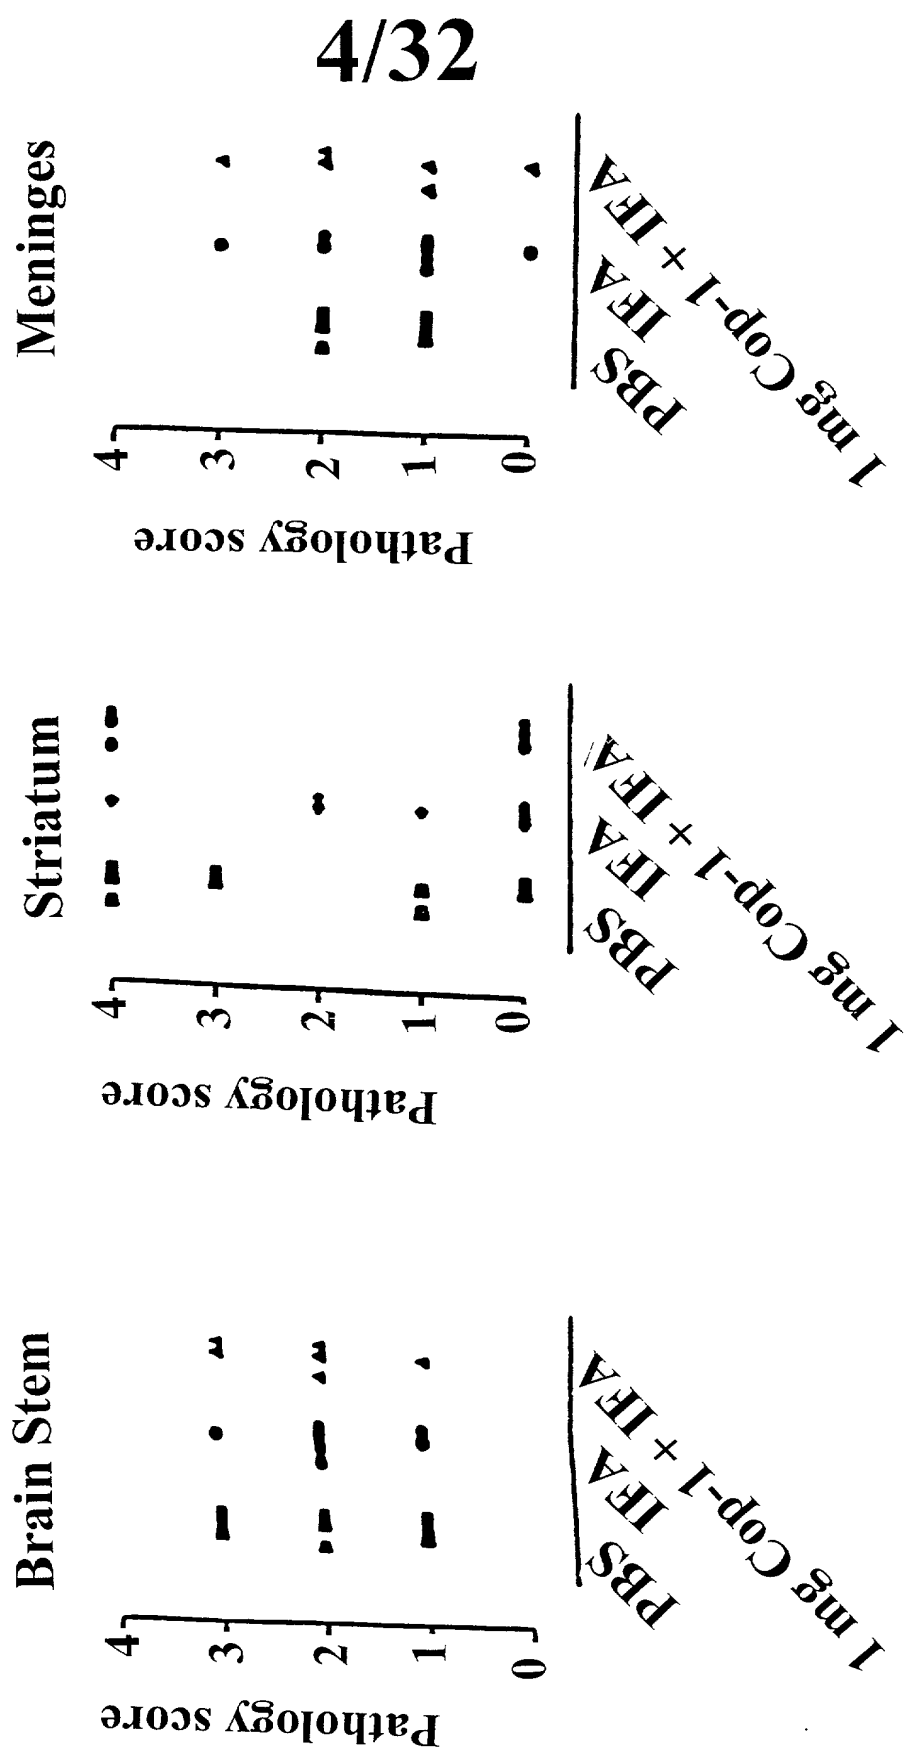 4/32
Brain Stem
Pathology score
4
3
2
1
0
PBS
IFA
1 mg Cop-1 + IFA
Striatum
Pathology score
4
3
2
1
0
PBS
IFA
1 mg Cop-1 + IFA
Meninges
Pathology score
4
3
2
1
0
PBS
IFA
1 mg Cop-1 + IFA